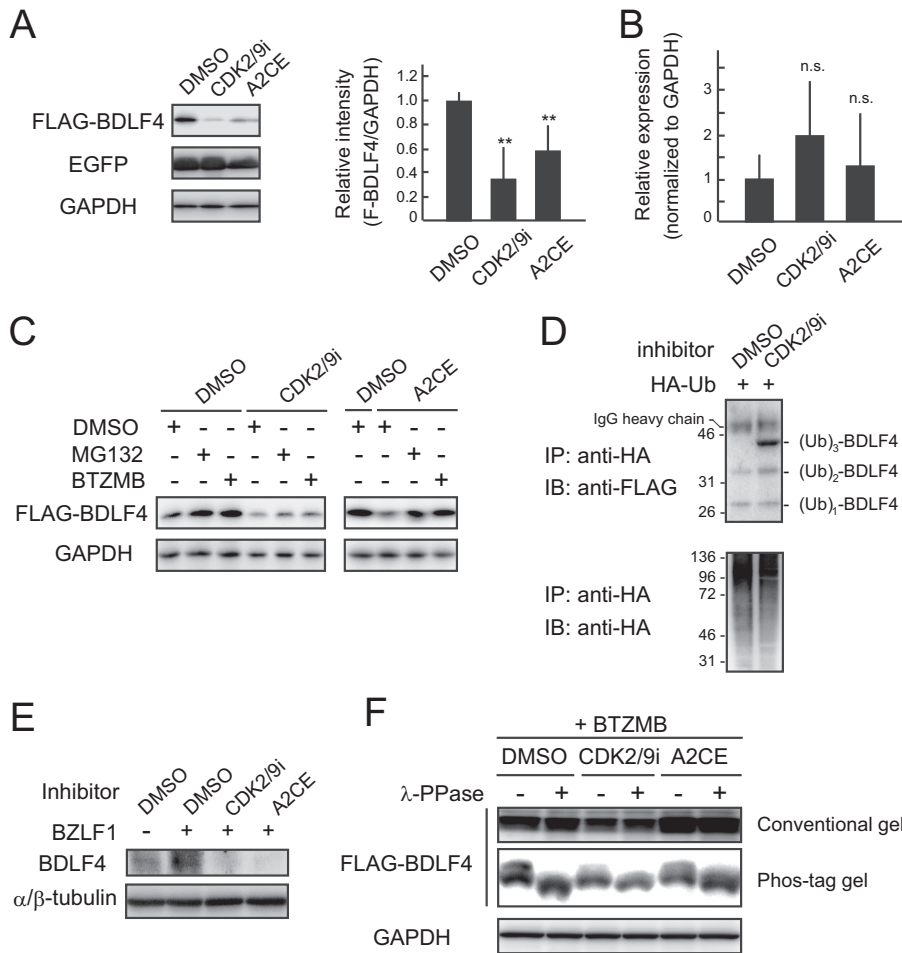 A
DMSO
CDK2/9i
A2CE
FLAG-BDLF4
EGFP
GAPDH
Relative intensity
(F-BDLF4/GAPDH)
1.2
1.0
0.8
0.6
0.4
0.2
0
**
**
DMSO
CDK2/9i
A2CE
B
Relative expression
(normalized to GAPDH)
3
2
1
0
n.s.
n.s.
DMSO
CDK2/9i
A2CE
C
DMSO CDK2/9i DMSO A2CE
DMSO + - - + - - + + - -
MG132 - + - - + - - - + -
BTZMB - - + - - + - - - +
FLAG-BDLF4
GAPDH
D
inhibitor DMSO CDK2/9i
HA-Ub + +
IgG heavy chain
46
31
26
IP: anti-HA
IB: anti-FLAG
(Ub)3-BDLF4
(Ub)2-BDLF4
(Ub)1-BDLF4
136
96
72
46
31
IP: anti-HA
IB: anti-HA
E
Inhibitor DMSO DMSO CDK2/9i A2CE
BZLF1 - + + +
BDLF4
α/β-tubulin
F
+ BTZMB
DMSO CDK2/9i A2CE
λ-PPase - + - + - +
FLAG-BDLF4
Conventional gel
Phos-tag gel
GAPDH